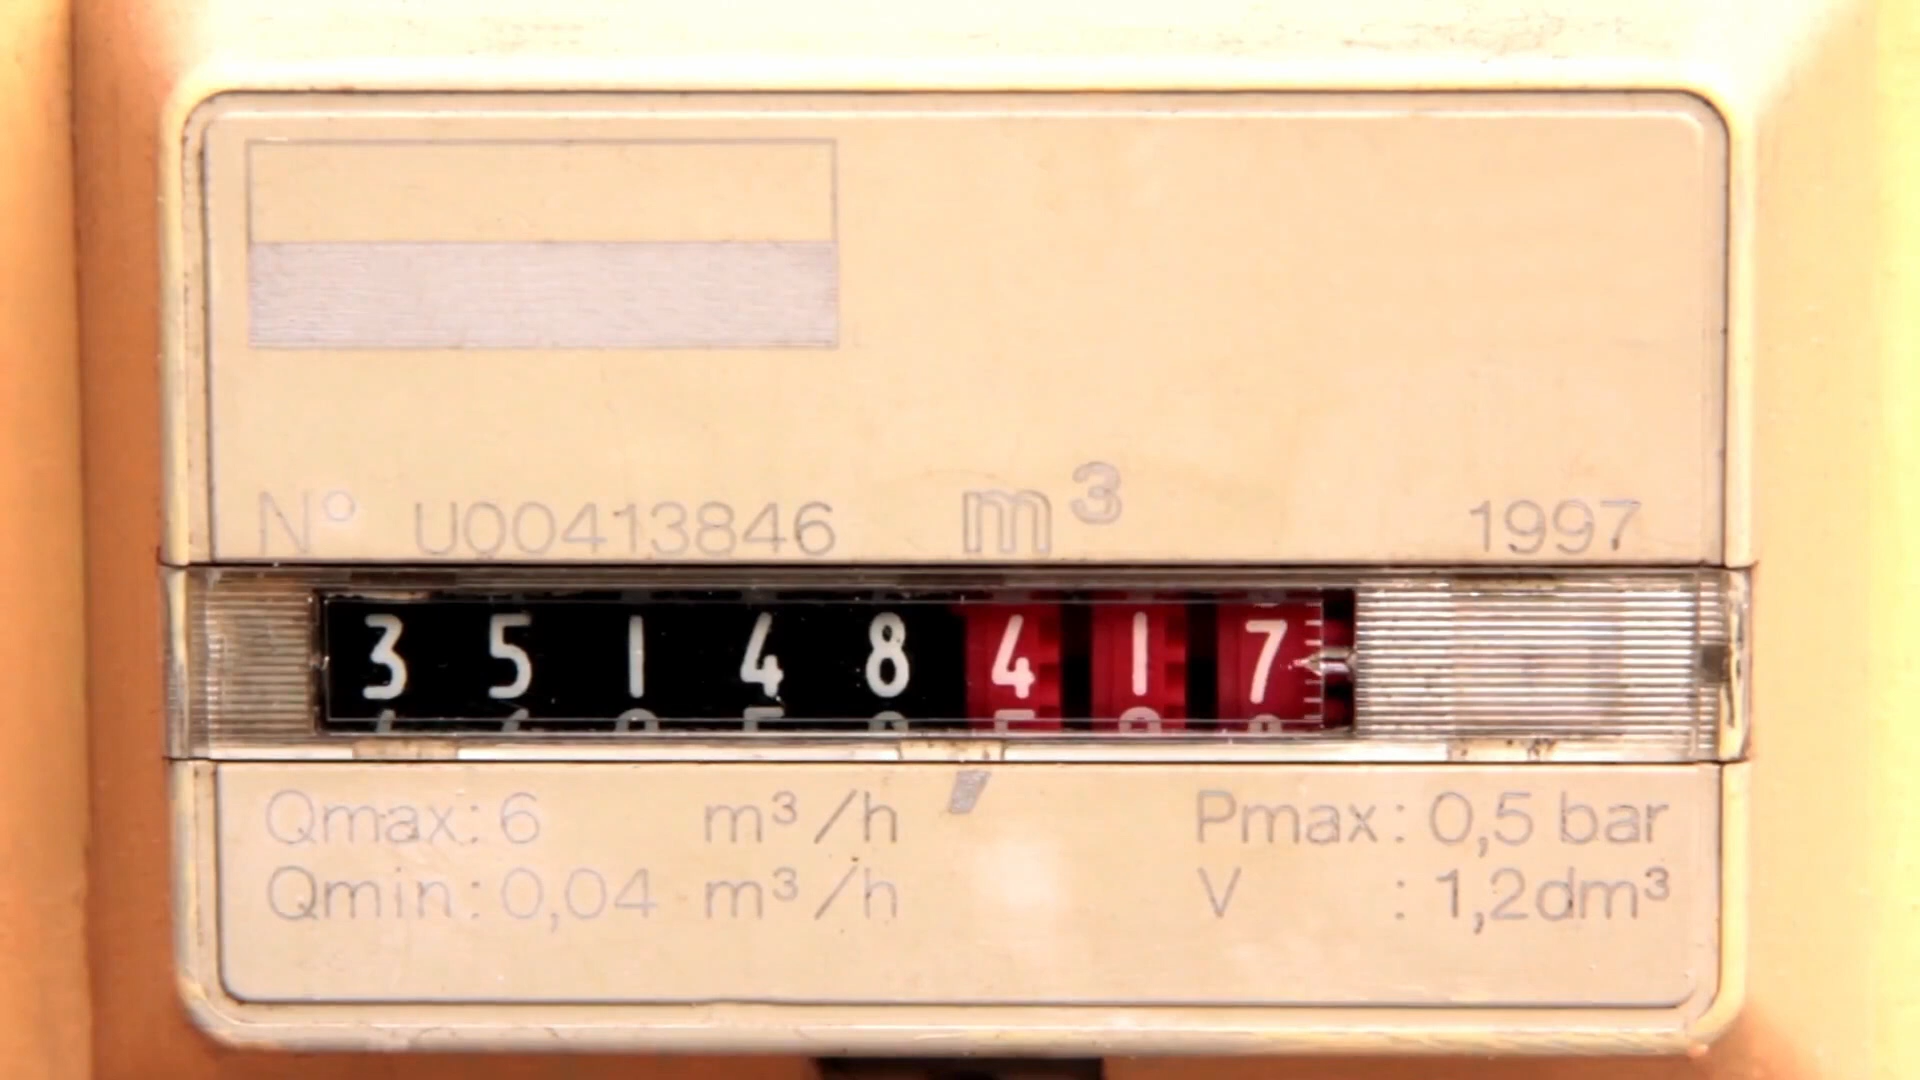 N° U00413846 m³ 1997
35148417
Qmax: 6 m³/h Pmax: 0,5 bar
Qmin: 0,04 m³/h V : 1,2dm³